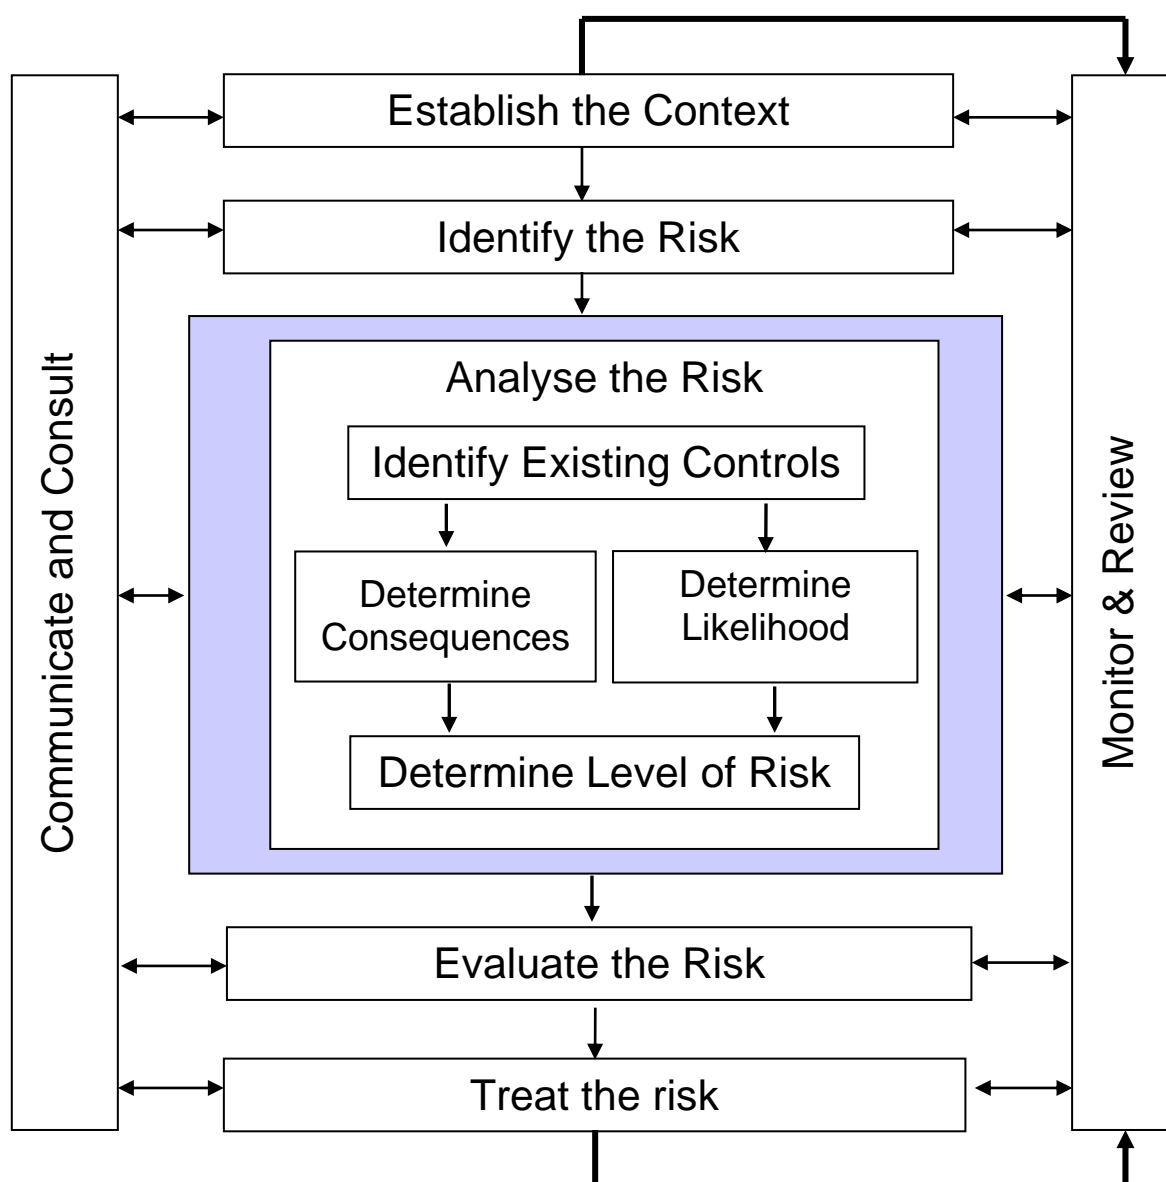 Establish the Context
Identify the Risk
Communicate and Consult
Analyse the Risk
Identify Existing Controls
Determine
Consequences
Determine
Likelihood
Determine Level of Risk
Monitor & Review
Evaluate the Risk
Treat the risk